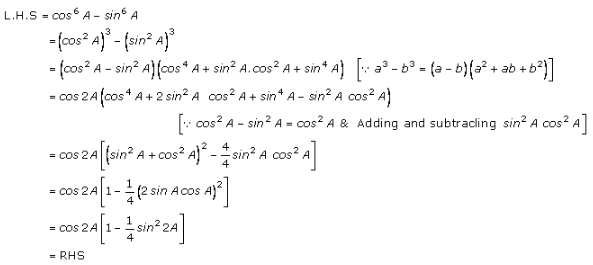 L.H.S = cos⁶ A – sin⁶ A
= (cos² A)³ – (sin² A)³
= (cos² A – sin² A)(cos⁴ A + sin² A.cos² A + sin⁴ A) [∵ a³ – b³ = (a – b)(a² + ab + b²)]
= cos 2A(cos⁴ A + 2 sin² A cos² A + sin⁴ A – sin² A cos² A)
[∵ cos² A – sin² A = cos² A & Adding and subtracling sin² A cos² A]
= cos 2A[(sin² A + cos² A)² – 4/4 sin² A cos² A]
= cos 2A[1 – 1/4 (2 sin A cos A)²]
= cos 2A[1 – 1/4 sin² 2A]
= RHS